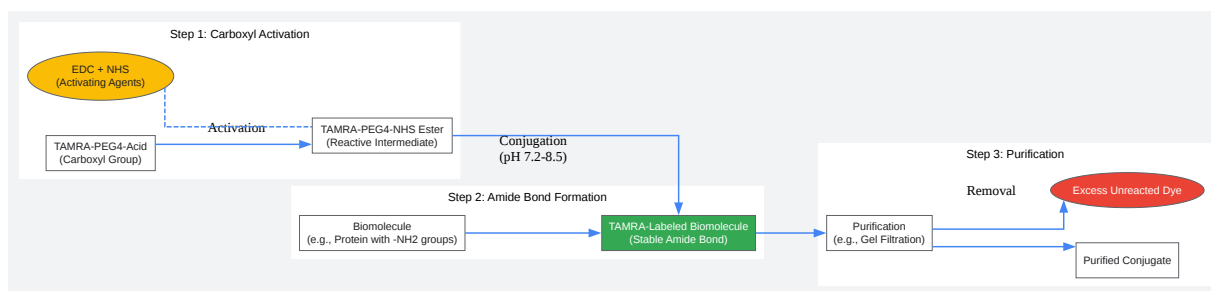 Step 1: Carboxyl Activation
EDC + NHS
(Activating Agents)
Activation
TAMRA-PEG4-Acid
(Carboxyl Group)
TAMRA-PEG4-NHS Ester
(Reactive Intermediate)
Conjugation
(pH 7.2-8.5)
Step 2: Amide Bond Formation
Biomolecule
(e.g., Protein with -NH2 groups)
TAMRA-Labeled Biomolecule
(Stable Amide Bond)
Step 3: Purification
Removal
Excess Unreacted Dye
Purification
(e.g., Gel Filtration)
Purified Conjugate